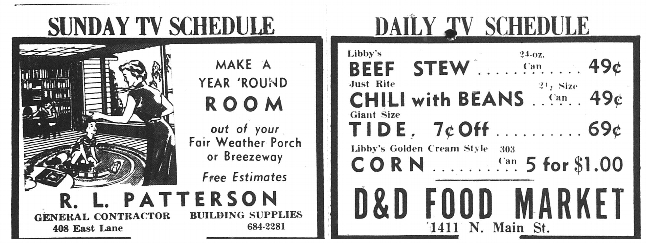 SUNDAY TV SCHEDULE
MAKE A
YEAR 'ROUND
ROOM
out of your
Fair Weather Porch
or Breezeway
Free Estimates
R. L. PATTERSON
GENERAL CONTRACTOR BUILDING SUPPLIES
408 East Lane 684-2281
DAILY TV SCHEDULE
Libby's 24-oz.
BEEF STEW ...... Can ...... 49¢
Just Rite 2½ Size
CHILI with BEANS .. Can ... 49¢
Giant Size
TIDE, 7¢ Off ............ 69¢
Libby's Golden Cream Style 303
CORN ........ Can 5 for $1.00
D&D FOOD MARKET
1411 N. Main St.